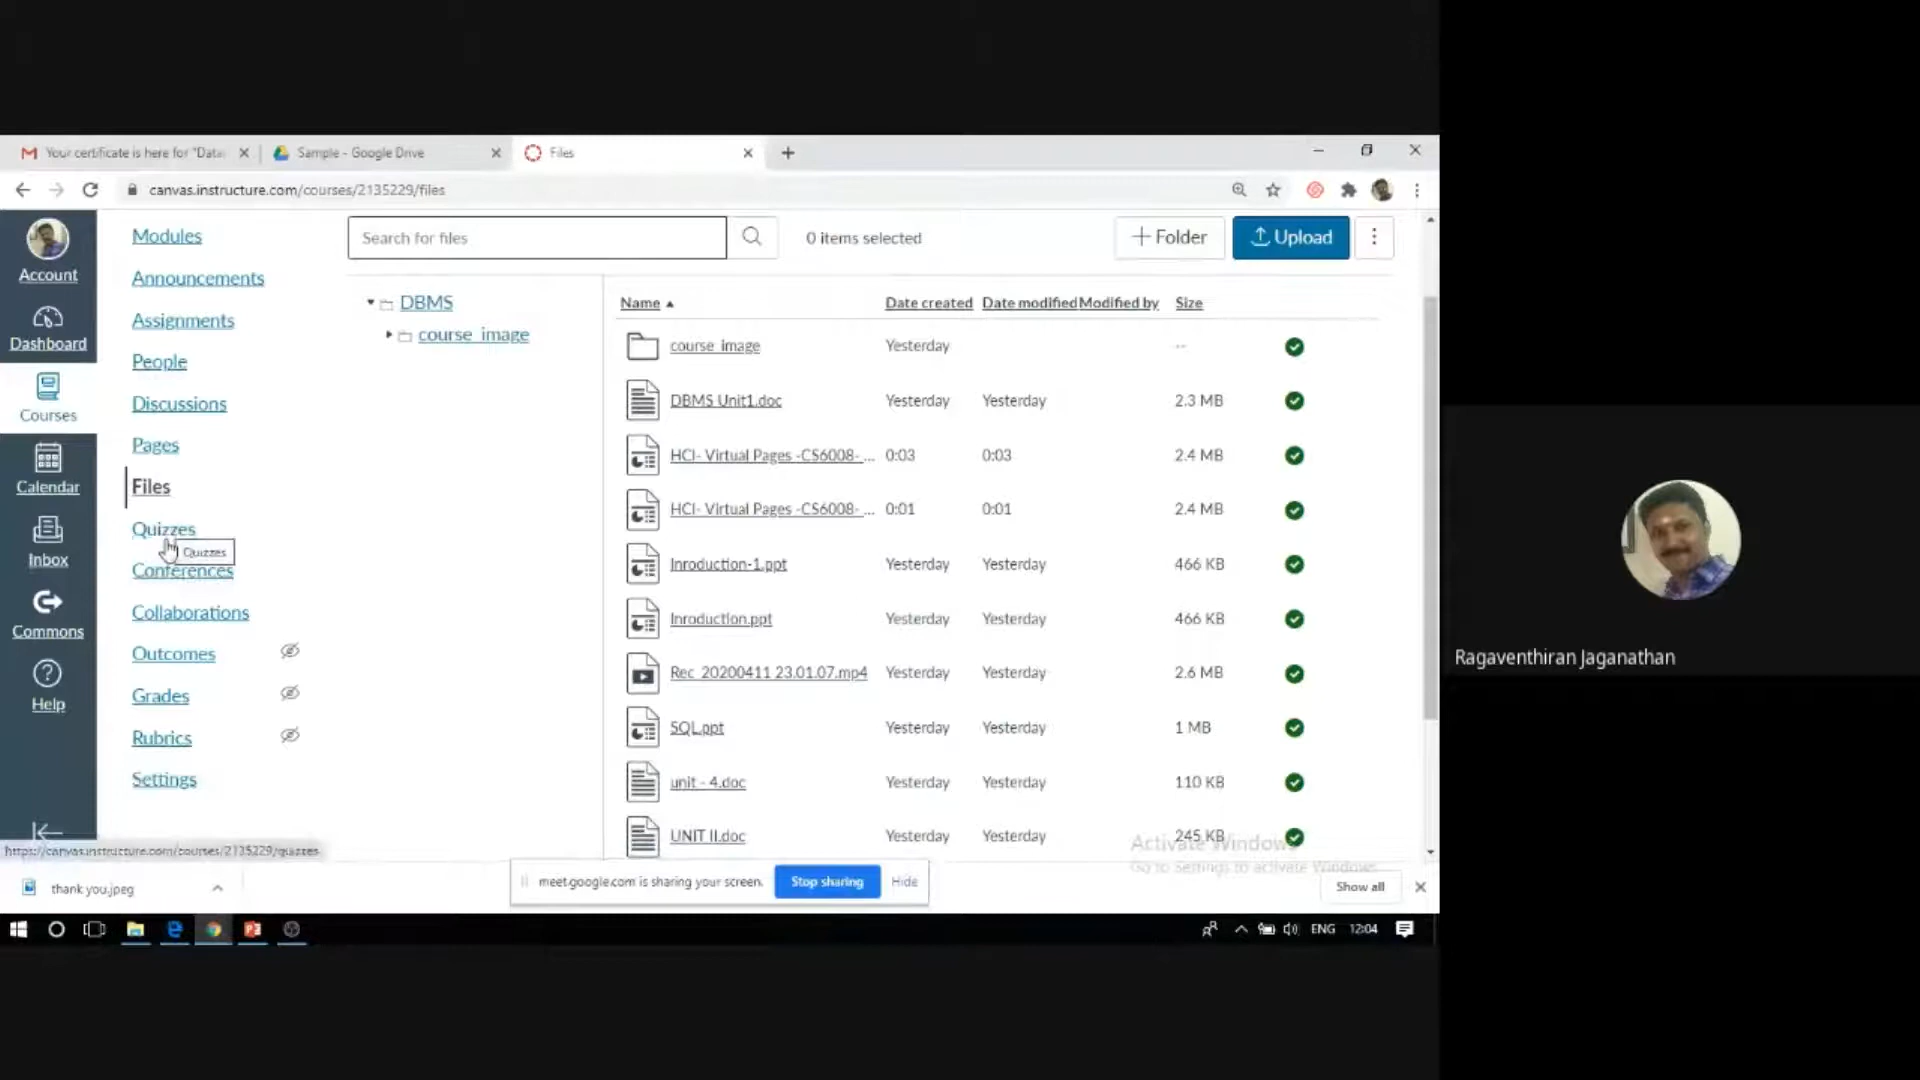 Your certificate is here for "Data
Sample - Google Drive
Files
canvas.instructure.com/courses/2135229/files
Account
Dashboard
Courses
Calendar
Inbox
Commons
Help
Modules
Announcements
Assignments
People
Discussions
Pages
Files
Quizzes
Quizzes
Conferences
Collaborations
Outcomes
Grades
Rubrics
Settings
Search for files
0 items selected
+ Folder
Upload
DBMS
course_image
Name Date created Date modified Modified by Size
course_image Yesterday --
DBMS Unit1.doc Yesterday Yesterday 2.3 MB
HCI- Virtual Pages -CS6008-... 0:03 0:03 2.4 MB
HCI- Virtual Pages -CS6008-... 0:01 0:01 2.4 MB
Inroduction-1.ppt Yesterday Yesterday 466 KB
Inroduction.ppt Yesterday Yesterday 466 KB
Rec_20200411 23.01.07.mp4 Yesterday Yesterday 2.6 MB
SQL.ppt Yesterday Yesterday 1 MB
unit - 4.doc Yesterday Yesterday 110 KB
UNIT II.doc Yesterday Yesterday 245 KB
Activate Windows
Go to Settings to activate Windows.
https://canvas.instructure.com/courses/2135229/quizzes
thank you.jpeg
meet.google.com is sharing your screen.
Stop sharing
Hide
Show all
ENG 12:04
Ragaventhiran Jaganathan